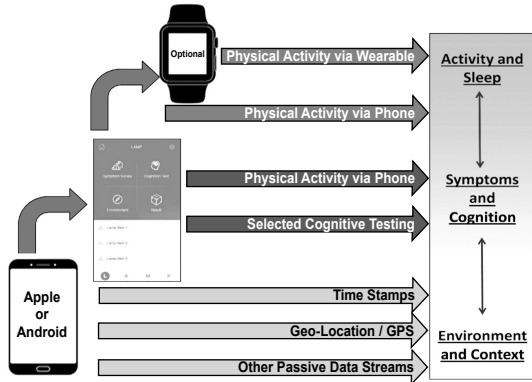 Optional
Physical Activity via Wearable
Physical Activity via Phone
Activity and
Sleep
LAMP
Symptom Survey
Cognition Test
Environment
Result
Physical Activity via Phone
Selected Cognitive Testing
Symptoms
and
Cognition
L A M P
Apple
or
Android
Time Stamps
Geo-Location / GPS
Other Passive Data Streams
Environment
and Context